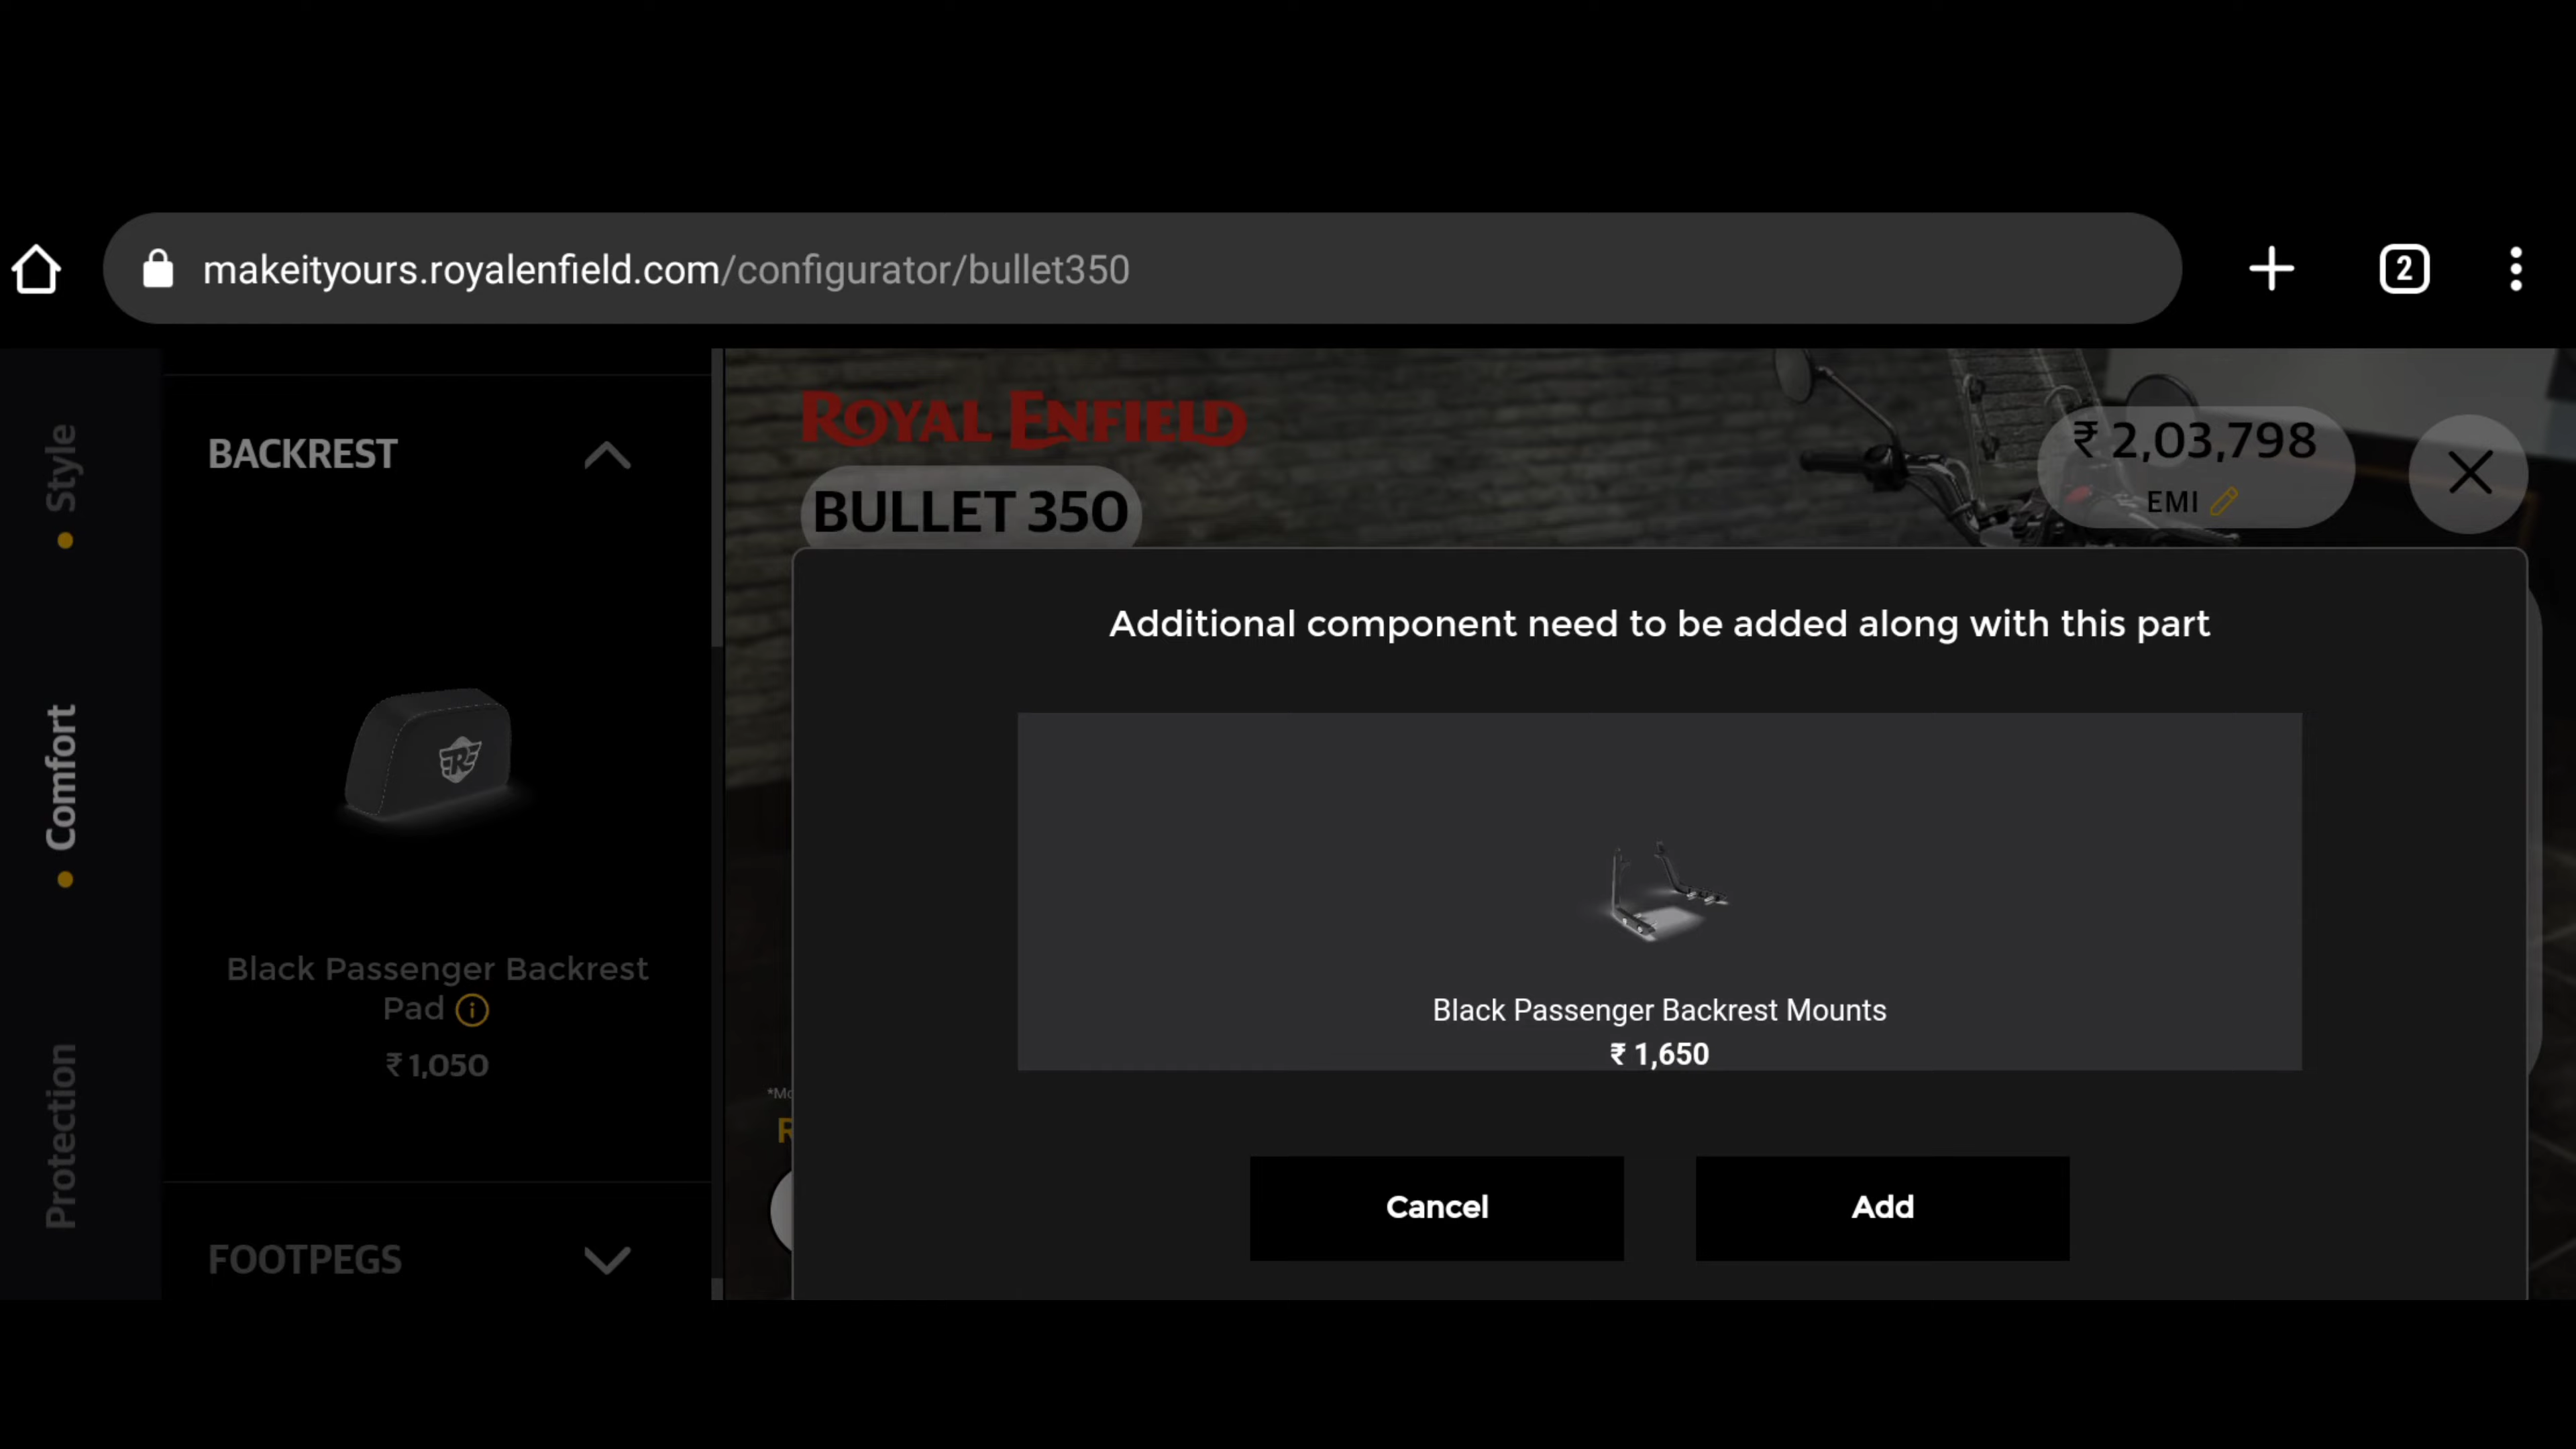 makeityours.royalenfield.com/configurator/bullet350
2
Style
Comfort
Protection
BACKREST
Black Passenger Backrest
Pad
₹ 1,050
FOOTPEGS
ROYAL ENFIELD
BULLET 350
₹ 2,03,798
EMI
Additional component need to be added along with this part
Black Passenger Backrest Mounts
₹ 1,650
Cancel
Add